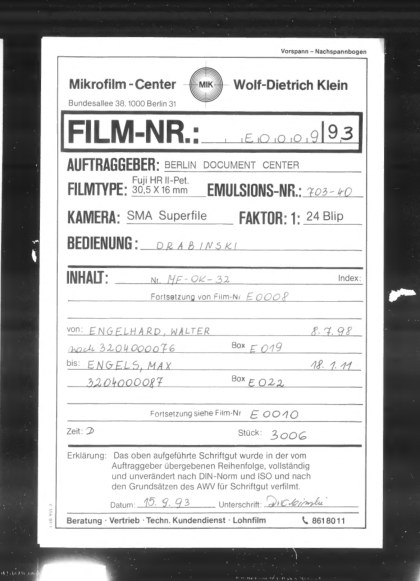 Vorspann – Nachspannbogen
Mikrofilm-Center MIK Wolf-Dietrich Klein
Bundesallee 38, 1000 Berlin 31
FILM-NR.: E0009/93
AUFTRAGGEBER: BERLIN DOCUMENT CENTER
FILMTYPE: Fuji HR II-Pet. 30,5 X 16 mm EMULSIONS-NR.: 703-40
KAMERA: SMA Superfile FAKTOR: 1: 24 Blip
BEDIENUNG: DRABINSKI
INHALT: Nr. MF-OK-32 Index:
Fortsetzung von Film-Nr E0008
von: ENGELHARD, WALTER 8.7.98
3204000076 Box E019
bis: ENGELS, MAX 18.1.11
3204000087 Box E022
Fortsetzung siehe Film-Nr E0010
Zeit: D Stück: 3006
Erklärung: Das oben aufgeführte Schriftgut wurde in der vom
Auftraggeber übergebenen Reihenfolge, vollständig
und unverändert nach DIN-Norm und ISO und nach
den Grundsätzen des AWV für Schriftgut verfilmt.
Datum: 15.9.93 Unterschrift:
Beratung · Vertrieb · Techn. Kundendienst · Lohnfilm 8618011